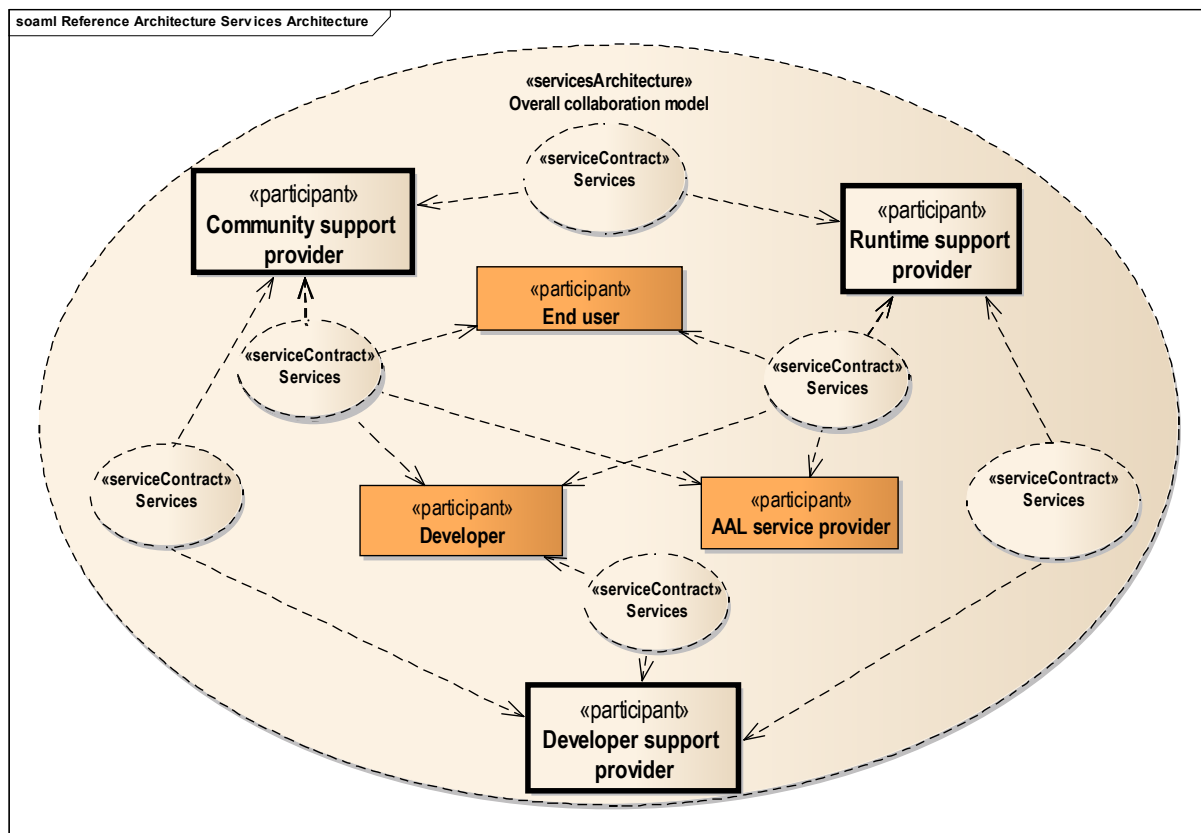 soaml Reference Architecture Services Architecture
«servicesArchitecture»
Overall collaboration model
«serviceContract»
Services
«participant»
Community support
provider
«participant»
Runtime support
provider
«participant»
End user
«serviceContract»
Services
«serviceContract»
Services
«serviceContract»
Services
«serviceContract»
Services
«participant»
Developer
«participant»
AAL service provider
«serviceContract»
Services
«participant»
Developer support
provider